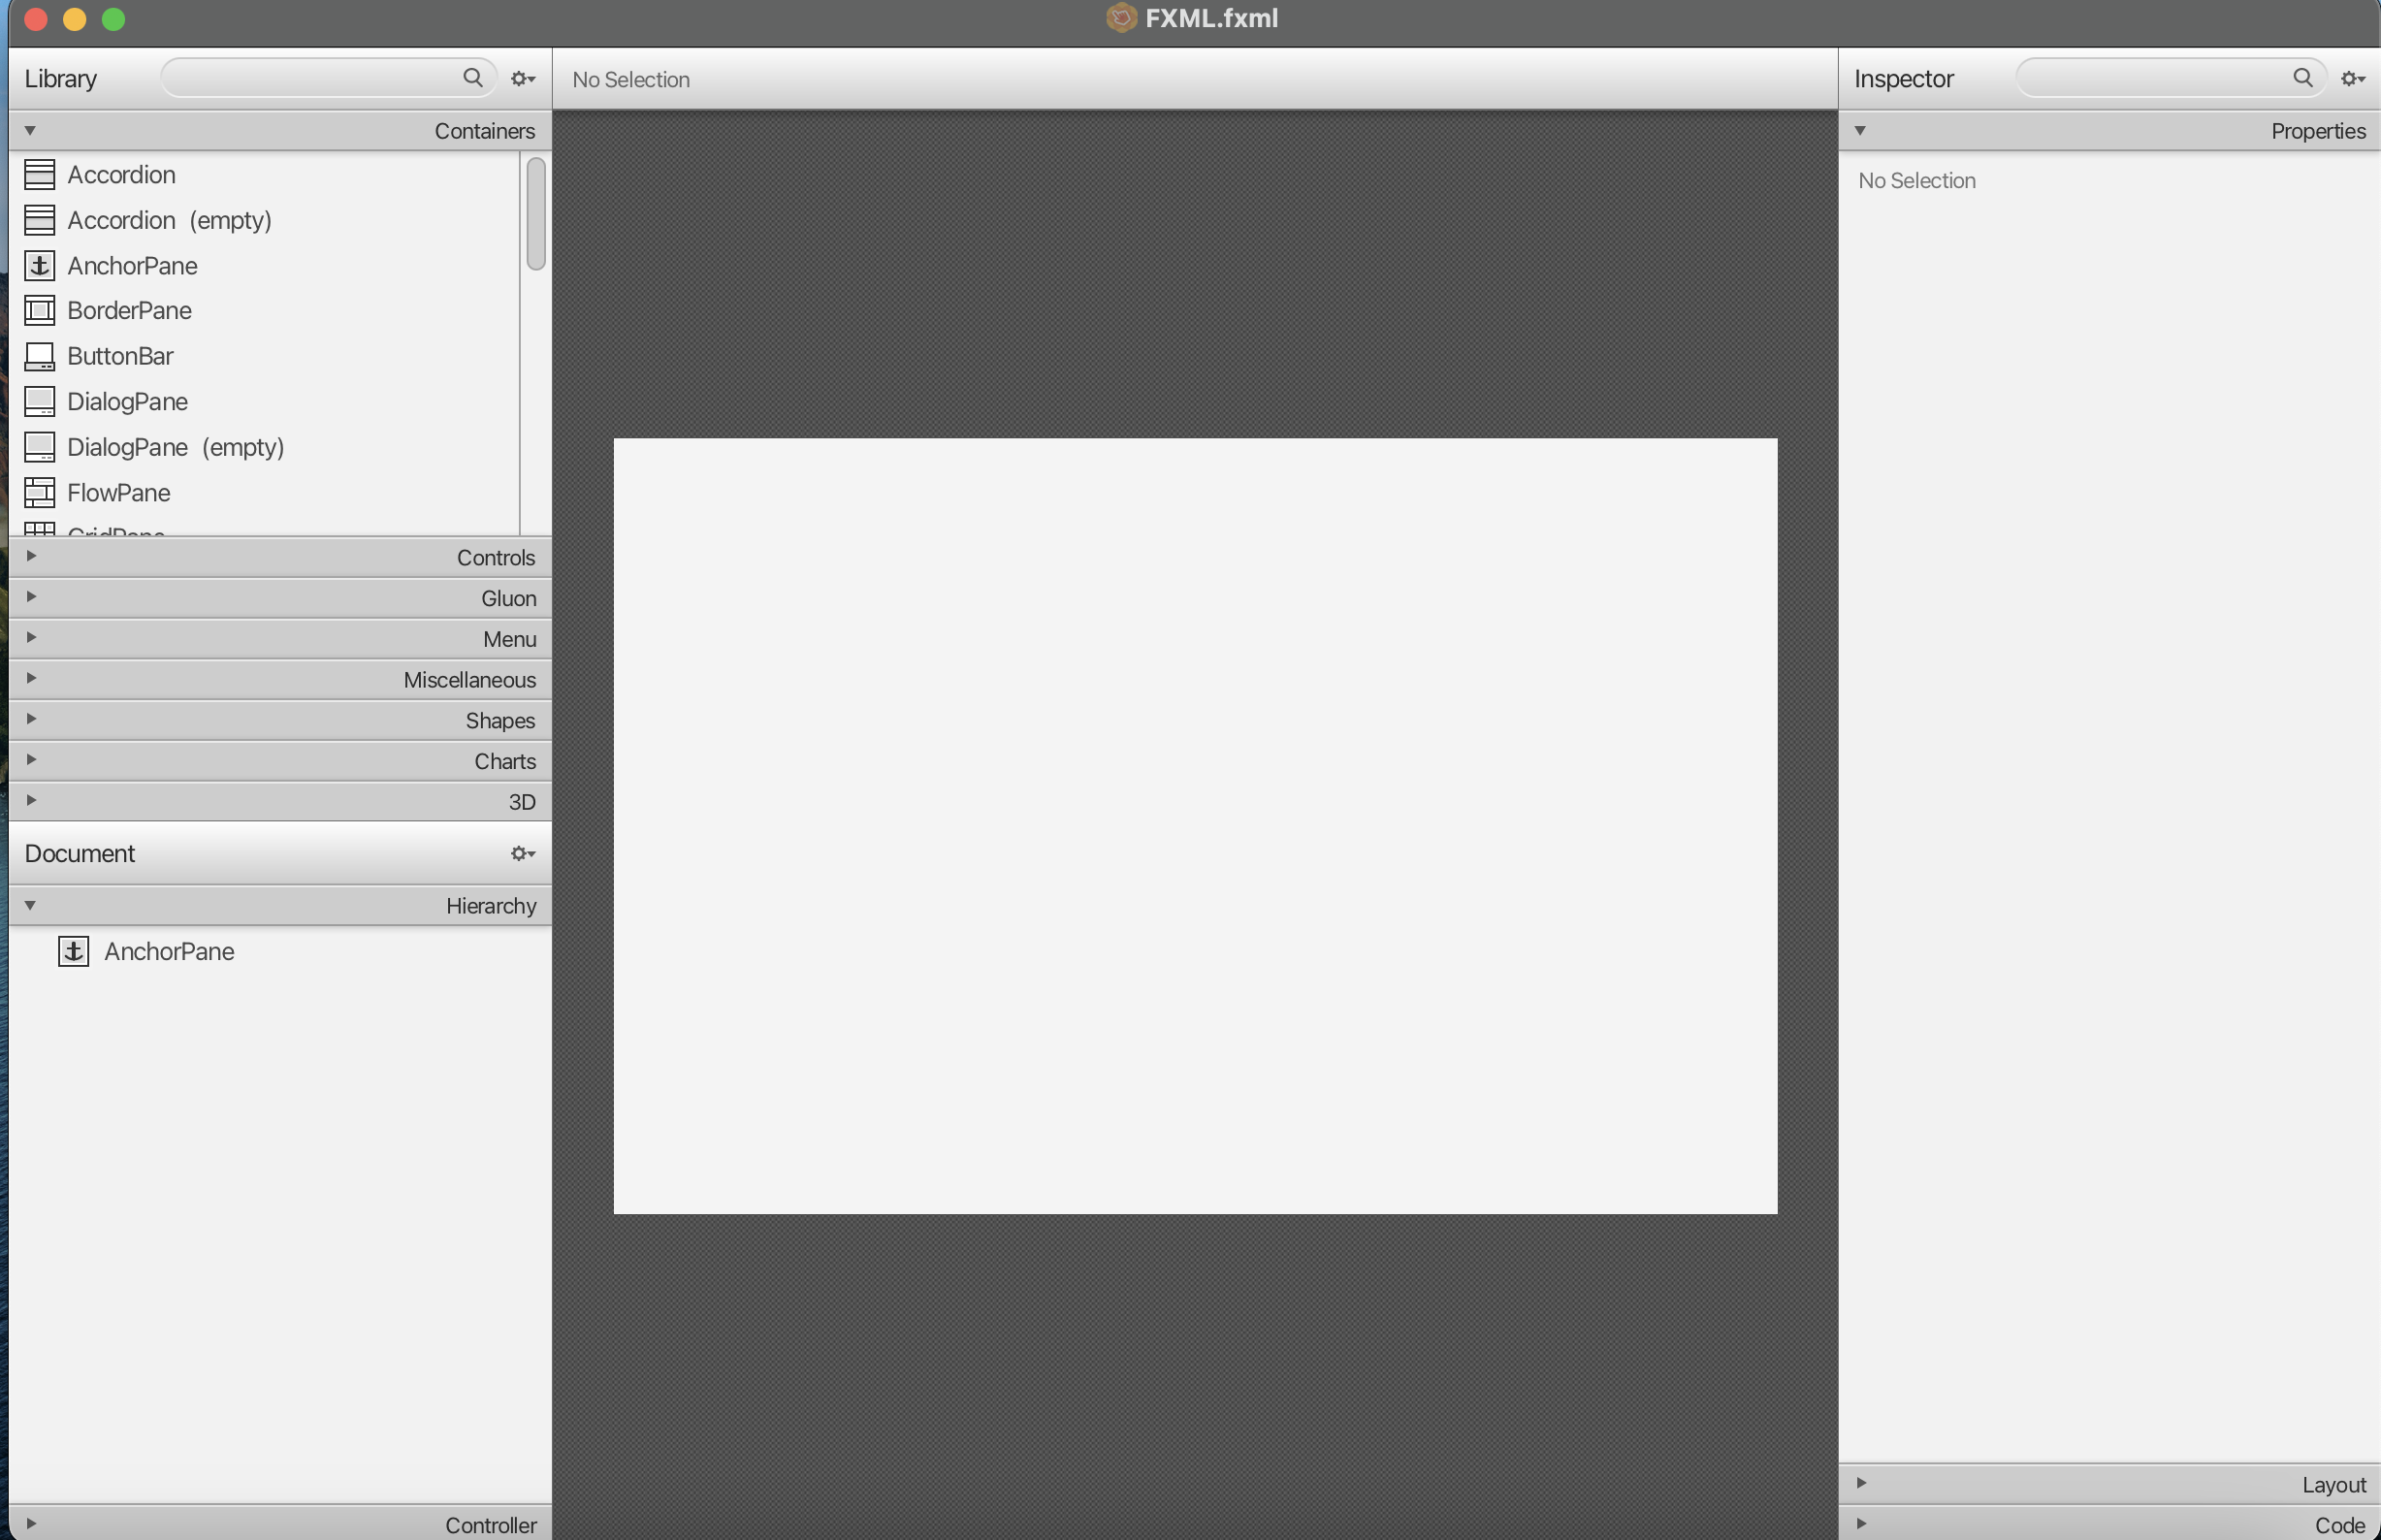 FXML.fxml
Library
No Selection
Inspector
Containers
Properties
Accordion
No Selection
Accordion (empty)
AnchorPane
BorderPane
ButtonBar
DialogPane
DialogPane (empty)
FlowPane
GridPane
Controls
Gluon
Menu
Miscellaneous
Shapes
Charts
3D
Document
Hierarchy
AnchorPane
Layout
Controller
Code